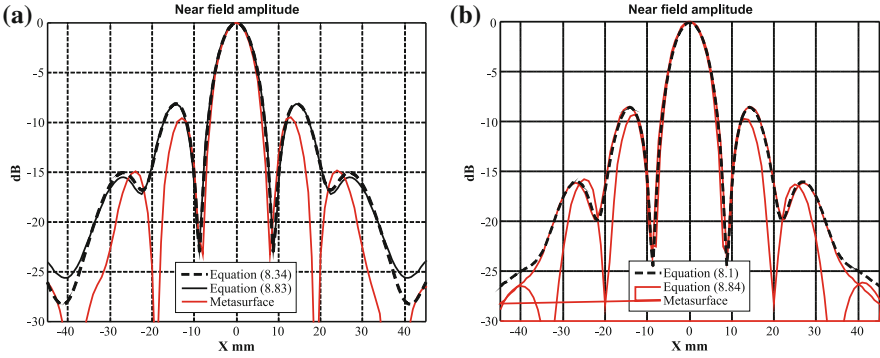 (a)
Near field amplitude
0
-5
-10
-15
-20
-25
-30
dB
-40
-30
-20
-10
0
10
20
30
40
X mm
Equation (8.34)
Equation (8.83)
Metasurface
(b)
Near field amplitude
0
-5
-10
-15
-20
-25
-30
dB
-40
-30
-20
-10
0
10
20
30
40
X mm
Equation (8.1)
Equation (8.84)
Metasurface